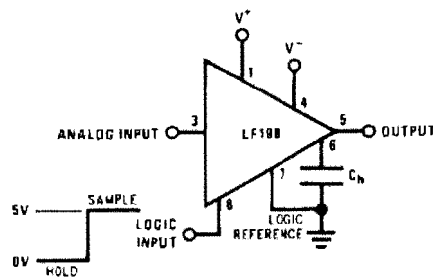 V+
V-
1
4
3
5
ANALOG INPUT
LF198
OUTPUT
6
7
8
Ch
5V
SAMPLE
LOGIC
INPUT
LOGIC
REFERENCE
0V
HOLD